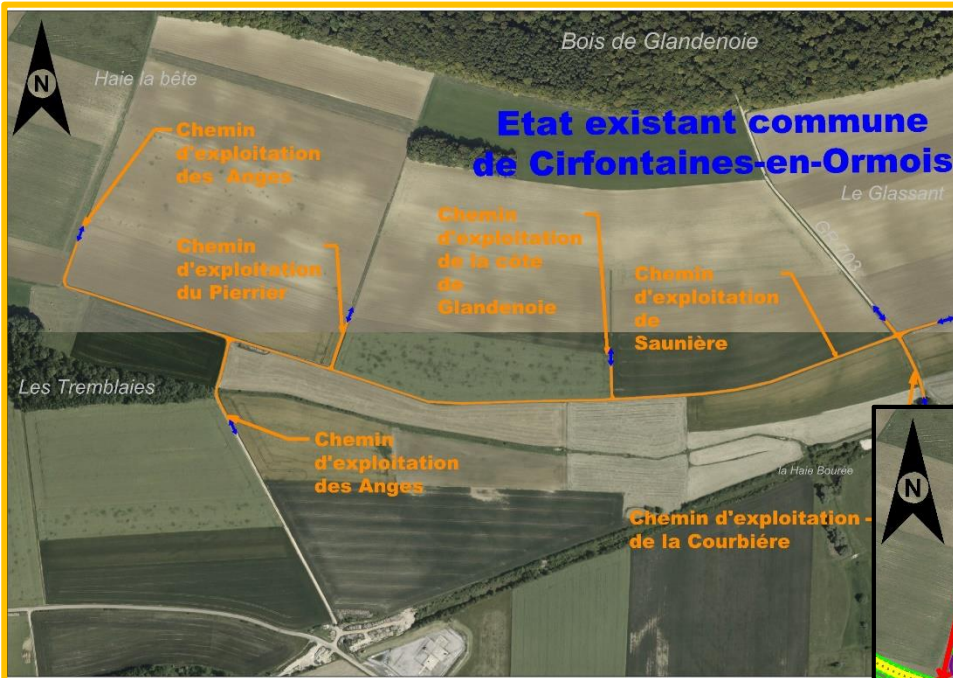 Bois de Glandenoie
N
Haie la bête
Etat existant commune
de Cirfontaines-en-Ormois
Chemin
d'exploitation
des Anges
Le Glassant
Chemin
d'exploitation
de la côte
de
Glandenoie
Chemin
d'exploitation
du Pierrier
Chemin
d'exploitation
de
Saunière
Les Tremblaies
Chemin
d'exploitation
des Anges
la Haie Bourée
Chemin d'exploitation -
de la Courbiére
N